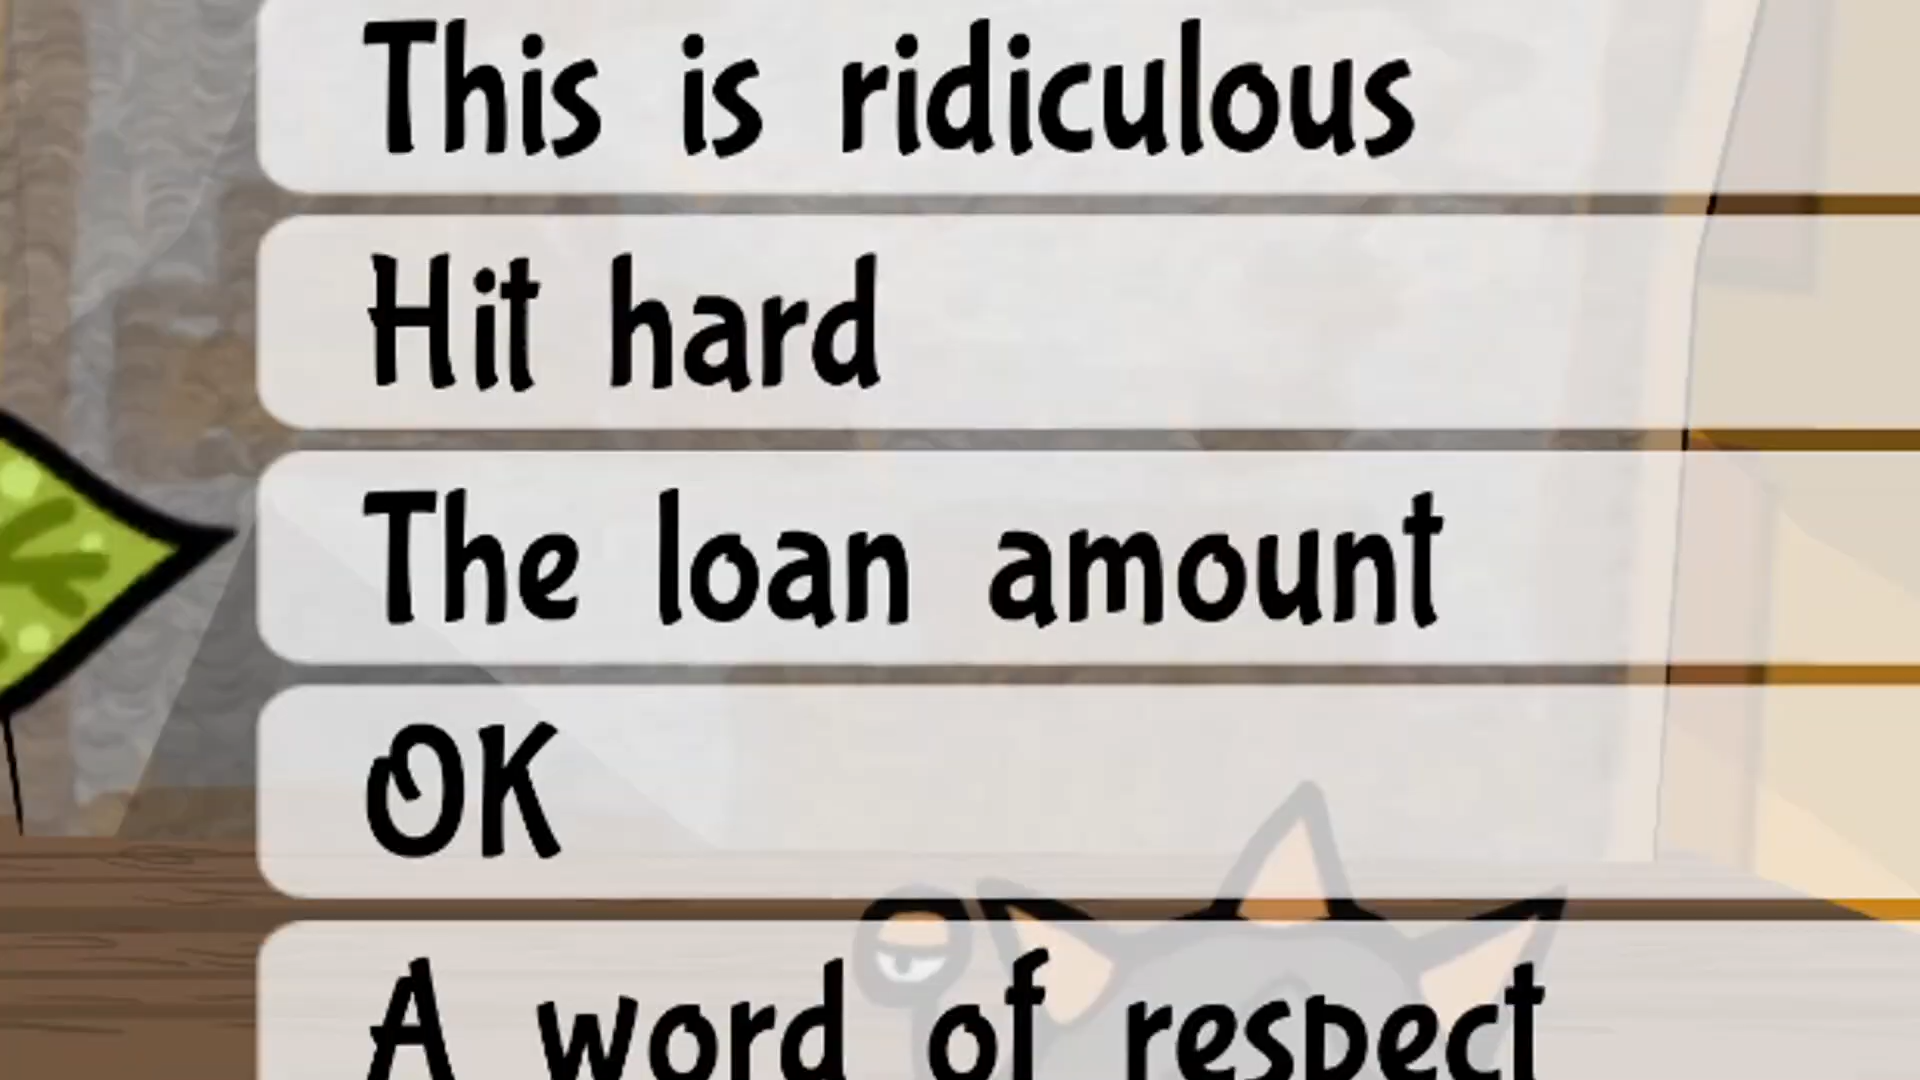 This is ridiculous
Hit hard
The loan amount
OK
A word of respect